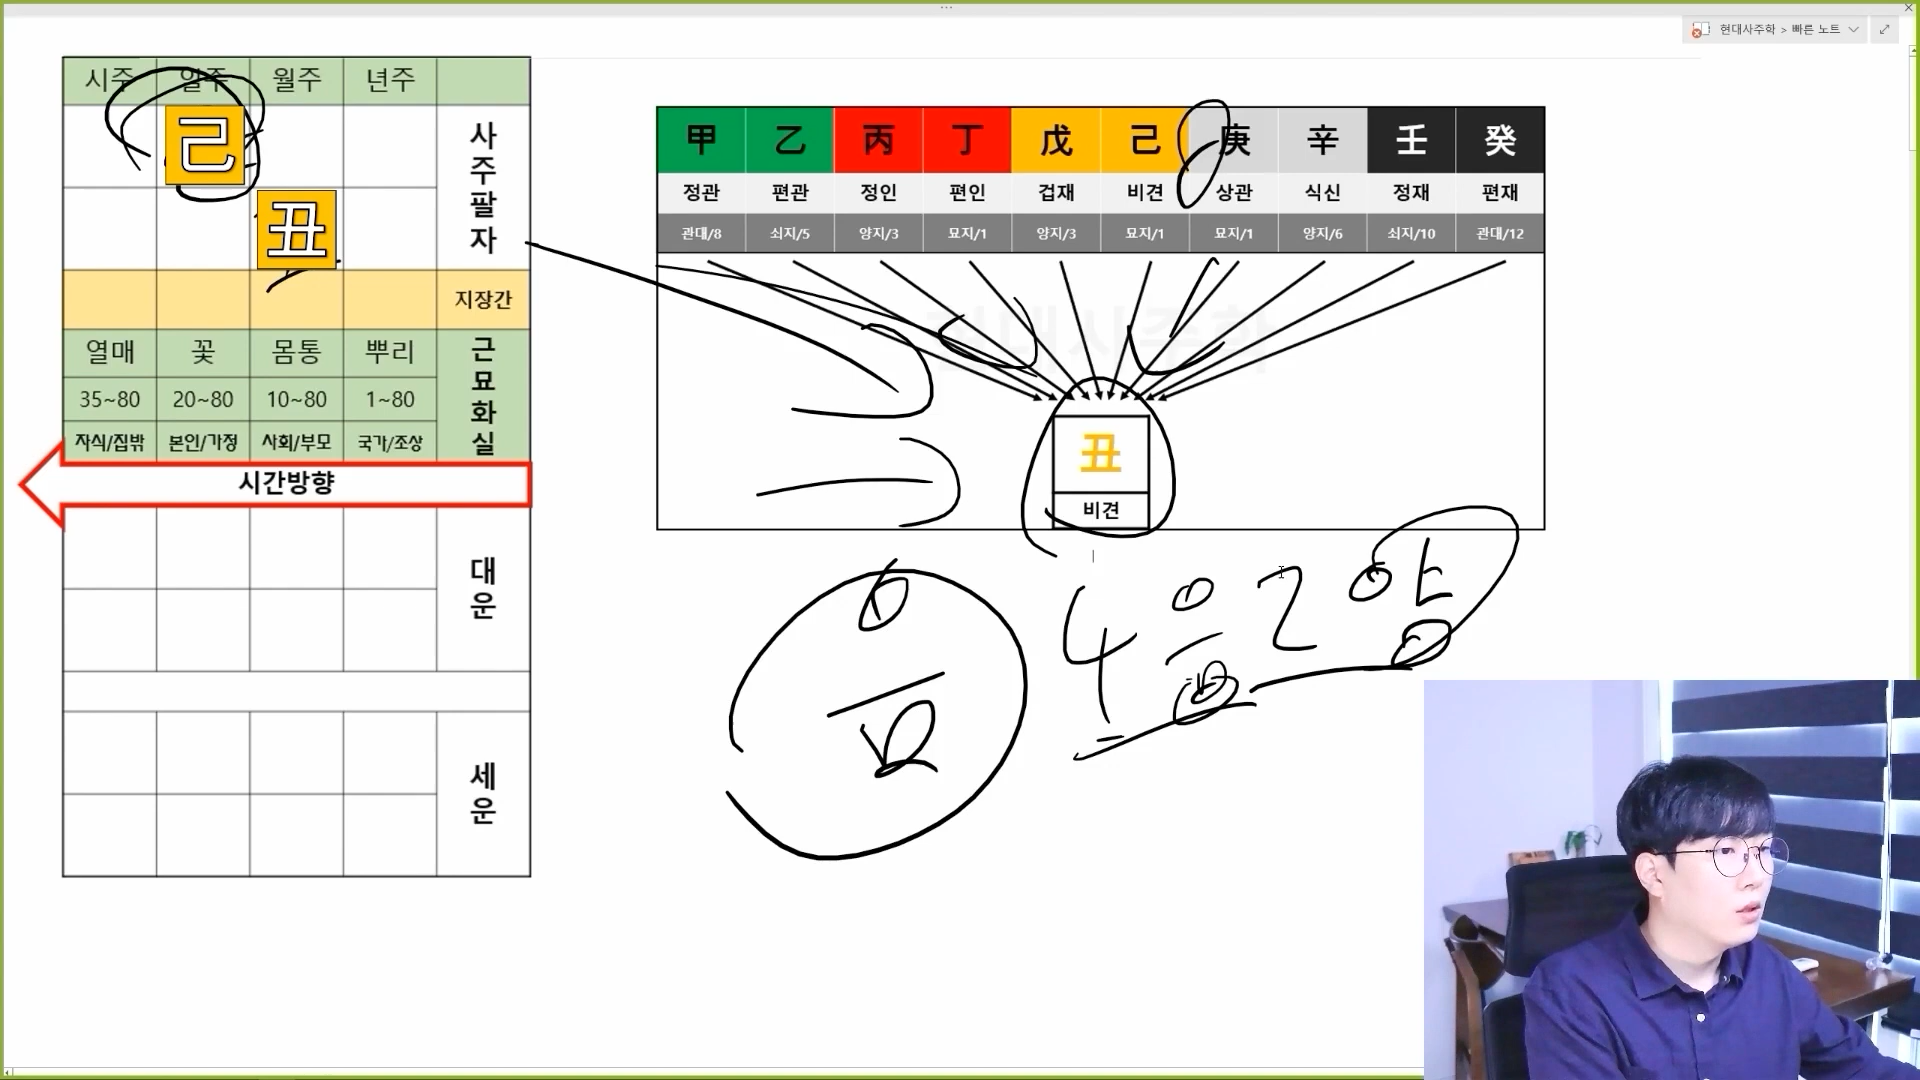 현대사주학 > 빠른 노트
시주 일주 월주 년주
己
丑
사주팔자
지장간
열매 꽃 몸통 뿌리
35~80 20~80 10~80 1~80
자식/집밖 본인/가정 사회/부모 국가/조상
근묘화실
시간방향
대운
세운
甲 乙 丙 丁 戊 己 庚 辛 壬 癸
정관 편관 정인 편인 겁재 비견 상관 식신 정재 편재
관대/8 쇠지/5 양지/3 묘지/1 양지/3 묘지/1 묘지/1 양지/6 쇠지/10 관대/12
현대사주학
丑
비견
4음2양